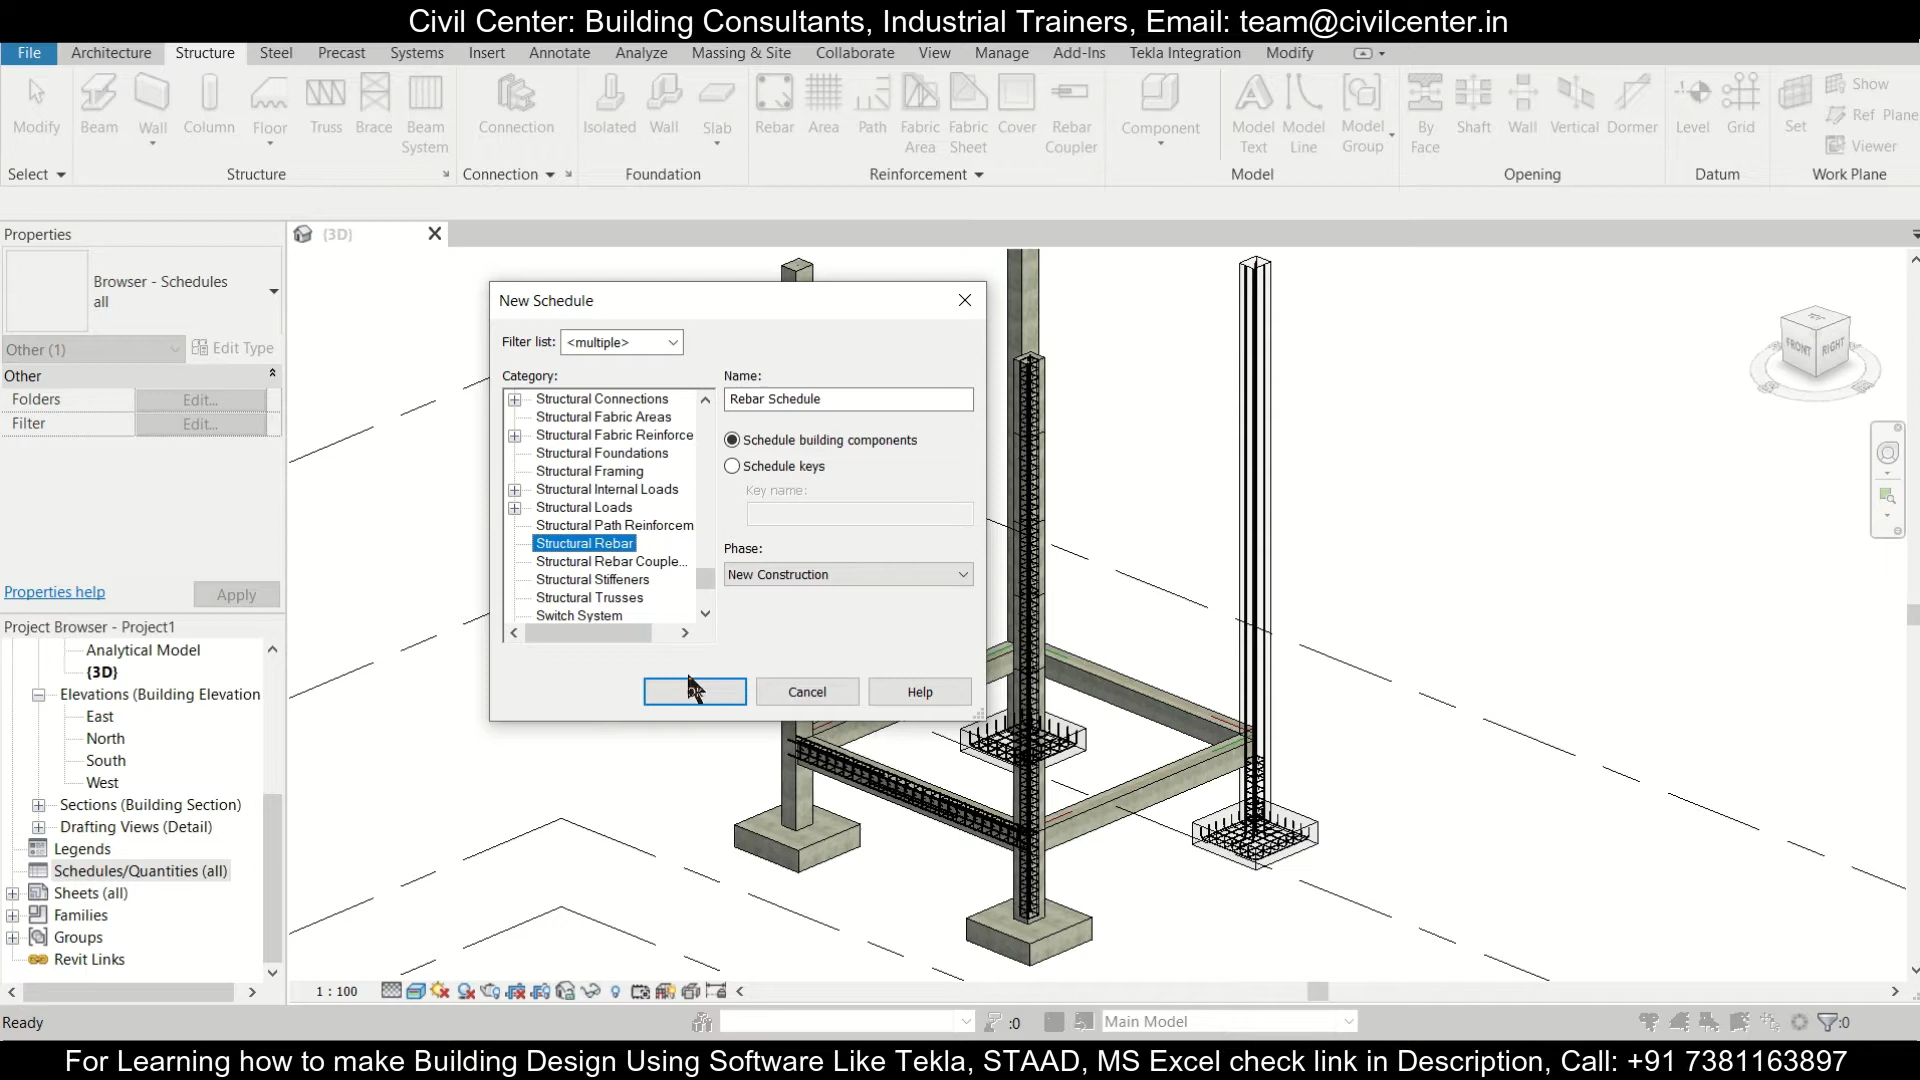 Civil Center: Building Consultants, Industrial Trainers, Email: team@civilcenter.in
File Architecture Structure Steel Precast Systems Insert Annotate Analyze Massing & Site Collaborate View Manage Add-Ins Tekla Integration Modify
Modify Beam Wall Column Floor Truss Brace Beam System Connection Isolated Wall Slab Rebar Area Path Fabric Area Fabric Sheet Cover Rebar Coupler Component Model Text Model Line Model Group By Face Shaft Wall Vertical Dormer Level Grid Set Show
Ref Plane
Viewer
Select Structure Connection Foundation Reinforcement Model Opening Datum Work Plane
Properties
{3D}
Browser - Schedules
all
Other (1) Edit Type
Other
Folders Edit...
Filter Edit...
Properties help Apply
New Schedule
Filter list: <multiple>
Category:
Structural Connections
Structural Fabric Areas
Structural Fabric Reinforce
Structural Foundations
Structural Framing
Structural Internal Loads
Structural Loads
Structural Path Reinforcem
Structural Rebar
Structural Rebar Couple...
Structural Stiffeners
Structural Trusses
Switch System
Name:
Rebar Schedule
Schedule building components
Schedule keys
Key name:
Phase:
New Construction
Cancel Help
FRONT RIGHT
Project Browser - Project1
Analytical Model
{3D}
Elevations (Building Elevation
East
North
South
West
Sections (Building Section)
Drafting Views (Detail)
Legends
Schedules/Quantities (all)
Sheets (all)
Families
Groups
Revit Links
1 : 100
Ready :0 Main Model :0
For Learning how to make Building Design Using Software Like Tekla, STAAD, MS Excel check link in Description, Call: +91 7381163897